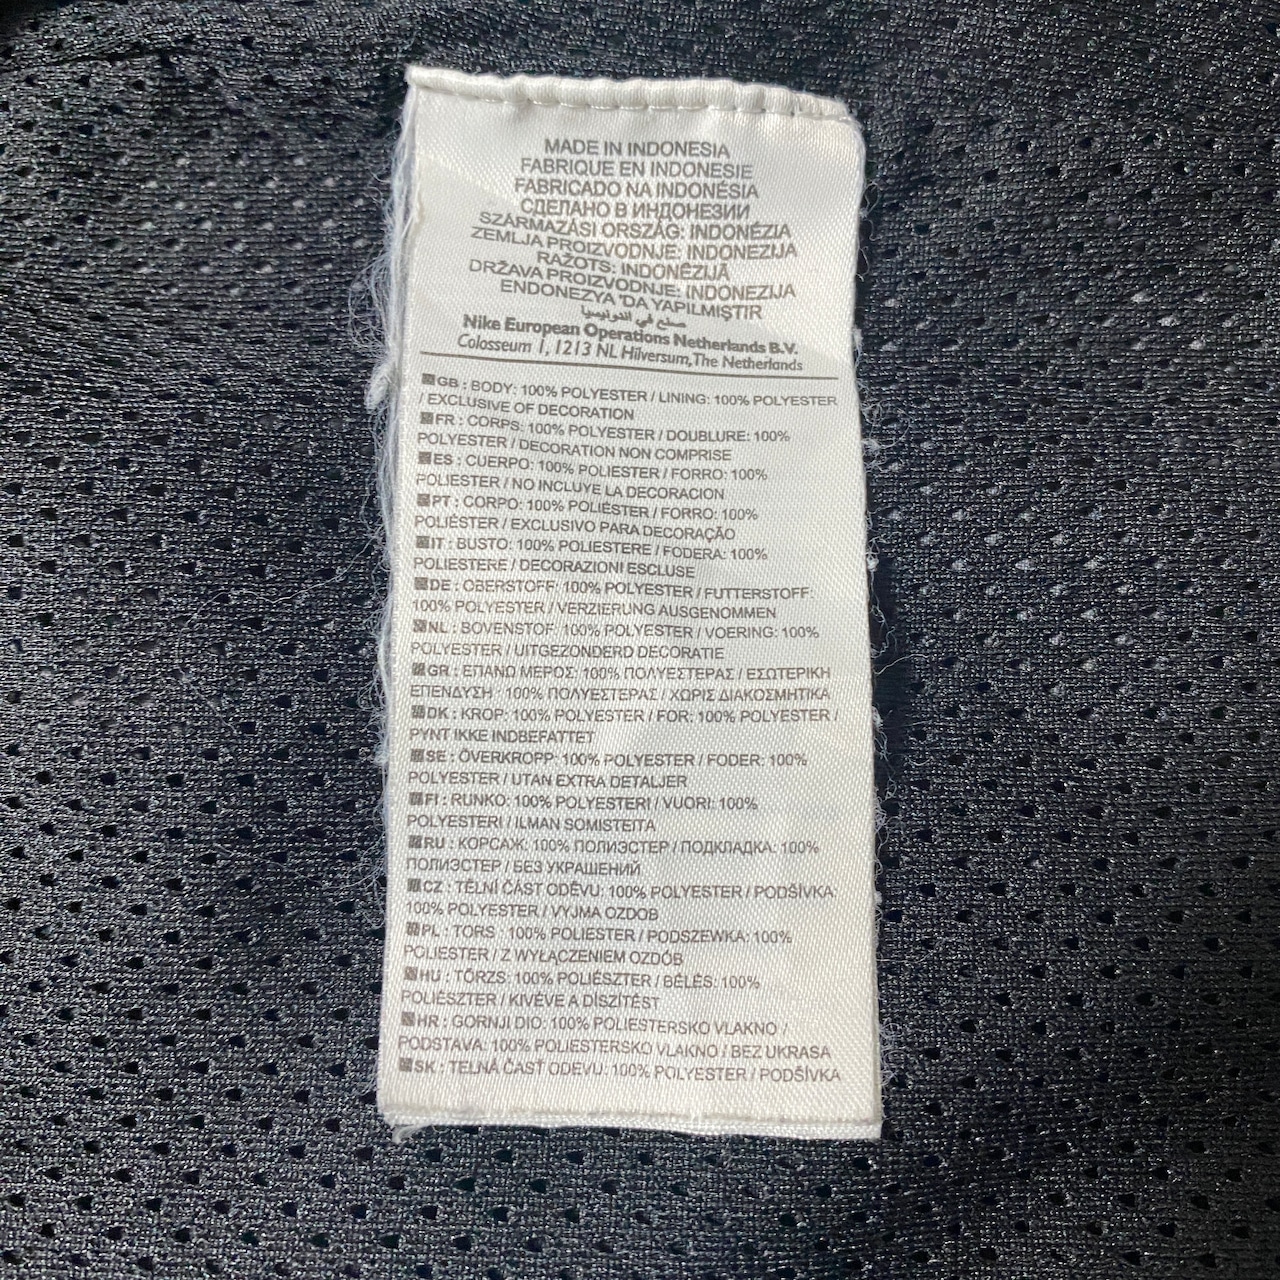 MADE IN INDONESIA
FABRIQUE EN INDONESIE
FABRICADO NA INDONÉSIA
СДЕЛАНО В ИНДОНЕЗИИ
SZÁRMAZÁSI ORSZÁG: INDONÉZIA
ZEMLJA PROIZVODNJE: INDONEZIJA
RAŽOTS: INDONĒZIJĀ
DRŽAVA PROIZVODNJE: INDONEZIJA
ENDONEZYA 'DA YAPILMIŞTIR
صنع في اندونيسيا
Nike European Operations Netherlands B.V.
Colosseum 1, 1213 NL Hilversum, The Netherlands
GB : BODY: 100% POLYESTER / LINING: 100% POLYESTER
/ EXCLUSIVE OF DECORATION
FR : CORPS: 100% POLYESTER / DOUBLURE: 100%
POLYESTER / DECORATION NON COMPRISE
ES : CUERPO: 100% POLIESTER / FORRO: 100%
POLIESTER / NO INCLUYE LA DECORACION
PT : CORPO: 100% POLIÉSTER / FORRO: 100%
POLIÉSTER / EXCLUSIVO PARA DECORAÇÃO
IT : BUSTO: 100% POLIESTERE / FODERA: 100%
POLIESTERE / DECORAZIONI ESCLUSE
DE : OBERSTOFF: 100% POLYESTER / FUTTERSTOFF:
100% POLYESTER / VERZIERUNG AUSGENOMMEN
NL : BOVENSTOF: 100% POLYESTER / VOERING: 100%
POLYESTER / UITGEZONDERD DECORATIE
GR : ΕΠΑΝΩ ΜΕΡΟΣ: 100% ΠΟΛΥΕΣΤΕΡΑΣ / ΕΣΩΤΕΡΙΚΗ
ΕΠΕΝΔΥΣΗ : 100% ΠΟΛΥΕΣΤΕΡΑΣ / ΧΩΡΙΣ ΔΙΑΚΟΣΜΗΤΙΚΑ
DK : KROP: 100% POLYESTER / FOR: 100% POLYESTER /
PYNT IKKE INDBEFATTET
SE : ÖVERKROPP: 100% POLYESTER / FODER: 100%
POLYESTER / UTAN EXTRA DETALJER
FI : RUNKO: 100% POLYESTERI / VUORI: 100%
POLYESTERI / ILMAN SOMISTEITA
RU : КОРСАЖ: 100% ПОЛИЭСТЕР / ПОДКЛАДКА: 100%
ПОЛИЭСТЕР / БЕЗ УКРАШЕНИЙ
CZ : TĚLNÍ ČÁST ODĚVU: 100% POLYESTER / PODŠÍVKA:
100% POLYESTER / VYJMA OZDOB
PL : TORS : 100% POLIESTER / PODSZEWKA: 100%
POLIESTER / Z WYŁĄCZENIEM OZDÓB
HU : TÖRZS: 100% POLIÉSZTER / BÉLÉS: 100%
POLIÉSZTER / KIVÉVE A DÍSZÍTÉST
HR : GORNJI DIO: 100% POLIESTERSKO VLAKNO /
PODSTAVA: 100% POLIESTERSKO VLAKNO / BEZ UKRASA
SK : TELNÁ ČASŤ ODEVU: 100% POLYESTER / PODŠÍVKA